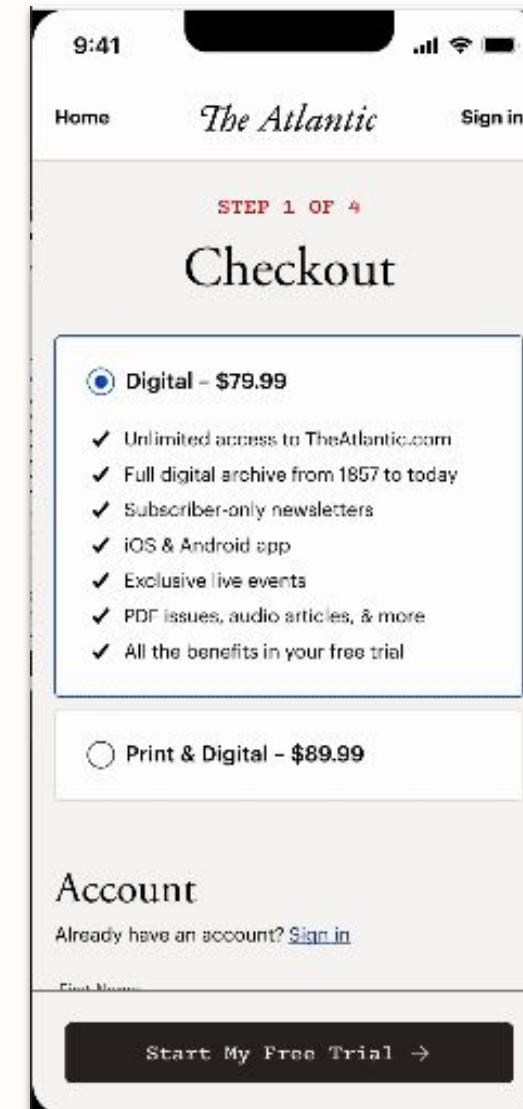 9:41
Home The Atlantic Sign in
STEP 1 OF 4
Checkout
Digital – $79.99
✓ Unlimited access to TheAtlantic.com
✓ Full digital archive from 1857 to today
✓ Subscriber-only newsletters
✓ iOS & Android app
✓ Exclusive live events
✓ PDF issues, audio articles, & more
✓ All the benefits in your free trial
Print & Digital – $89.99
Account
Already have an account? Sign in
Start My Free Trial →